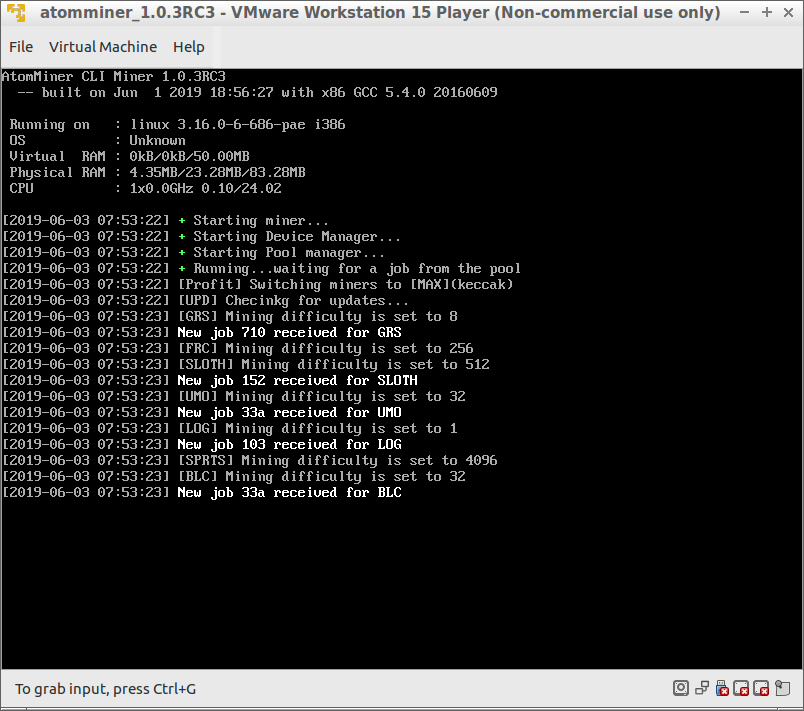 atomminer_1.0.3RC3 - VMware Workstation 15 Player (Non-commercial use only)
File Virtual Machine Help
AtomMiner CLI Miner 1.0.3RC3
-- built on Jun 1 2019 18:56:27 with x86 GCC 5.4.0 20160609
Running on : linux 3.16.0-6-686-pae i386
OS : Unknown
Virtual RAM : 0kB/0kB/50.00MB
Physical RAM : 4.35MB/23.28MB/83.28MB
CPU : 1x0.0GHz 0.10/24.02
[2019-06-03 07:53:22] + Starting miner...
[2019-06-03 07:53:22] + Starting Device Manager...
[2019-06-03 07:53:22] + Starting Pool manager...
[2019-06-03 07:53:22] + Running...waiting for a job from the pool
[2019-06-03 07:53:22] [Profit] Switching miners to [MAX](keccak)
[2019-06-03 07:53:22] [UPD] Checinkg for updates...
[2019-06-03 07:53:23] [GRS] Mining difficulty is set to 8
[2019-06-03 07:53:23] New job 710 received for GRS
[2019-06-03 07:53:23] [FRC] Mining difficulty is set to 256
[2019-06-03 07:53:23] [SLOTH] Mining difficulty is set to 512
[2019-06-03 07:53:23] New job 152 received for SLOTH
[2019-06-03 07:53:23] [UMO] Mining difficulty is set to 32
[2019-06-03 07:53:23] New job 33a received for UMO
[2019-06-03 07:53:23] [LOG] Mining difficulty is set to 1
[2019-06-03 07:53:23] New job 103 received for LOG
[2019-06-03 07:53:23] [SPRTS] Mining difficulty is set to 4096
[2019-06-03 07:53:23] [BLC] Mining difficulty is set to 32
[2019-06-03 07:53:23] New job 33a received for BLC
To grab input, press Ctrl+G